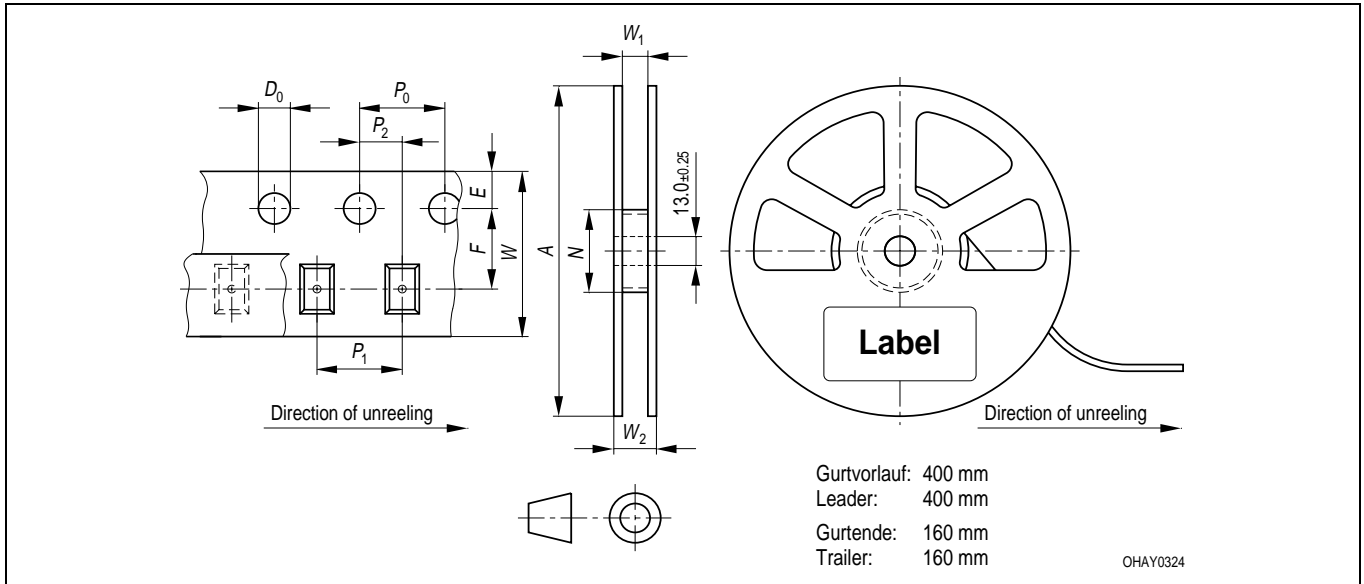 W1
D0
P0
P2
E
F
W
A
N
13.0±0.25
P1
Label
Direction of unreeling
W2
Direction of unreeling
Gurtvorlauf: 400 mm
Leader: 400 mm
Gurtende: 160 mm
Trailer: 160 mm
OHAY0324